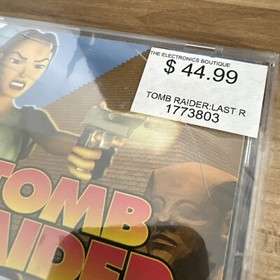 THE ELECTRONICS BOUTIQUE
$ 44.99
TOMB RAIDER:LAST R
1773803
TOMB
RAIDER